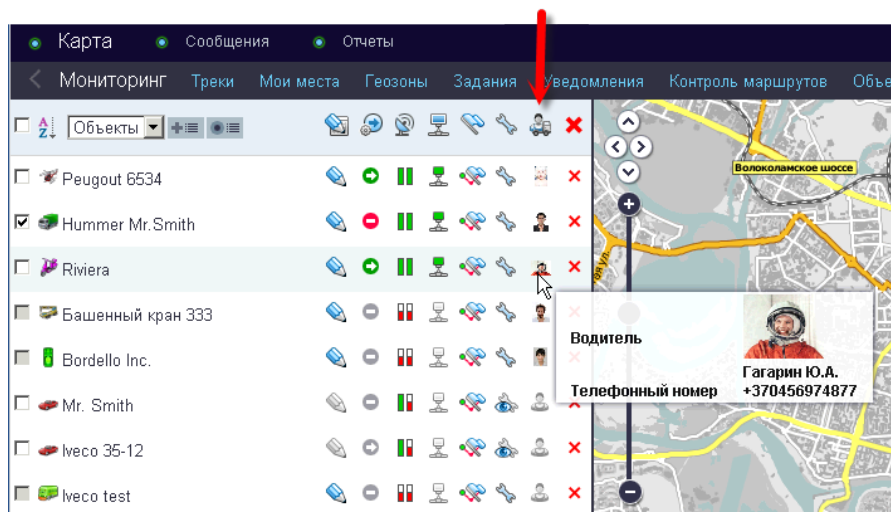 Карта Сообщения Отчеты
Мониторинг Треки Мои места Геозоны Задания Уведомления Контроль маршрутов Объе
A
Z
Объекты
Peugout 6534
Волоколамское шоссе
Hummer Mr.Smith
Riviera
Башенный кран 333
Водитель
Bordello Inc.
Гагарин Ю.А.
Телефонный номер +370456974877
Mr. Smith
Iveco 35-12
Iveco test